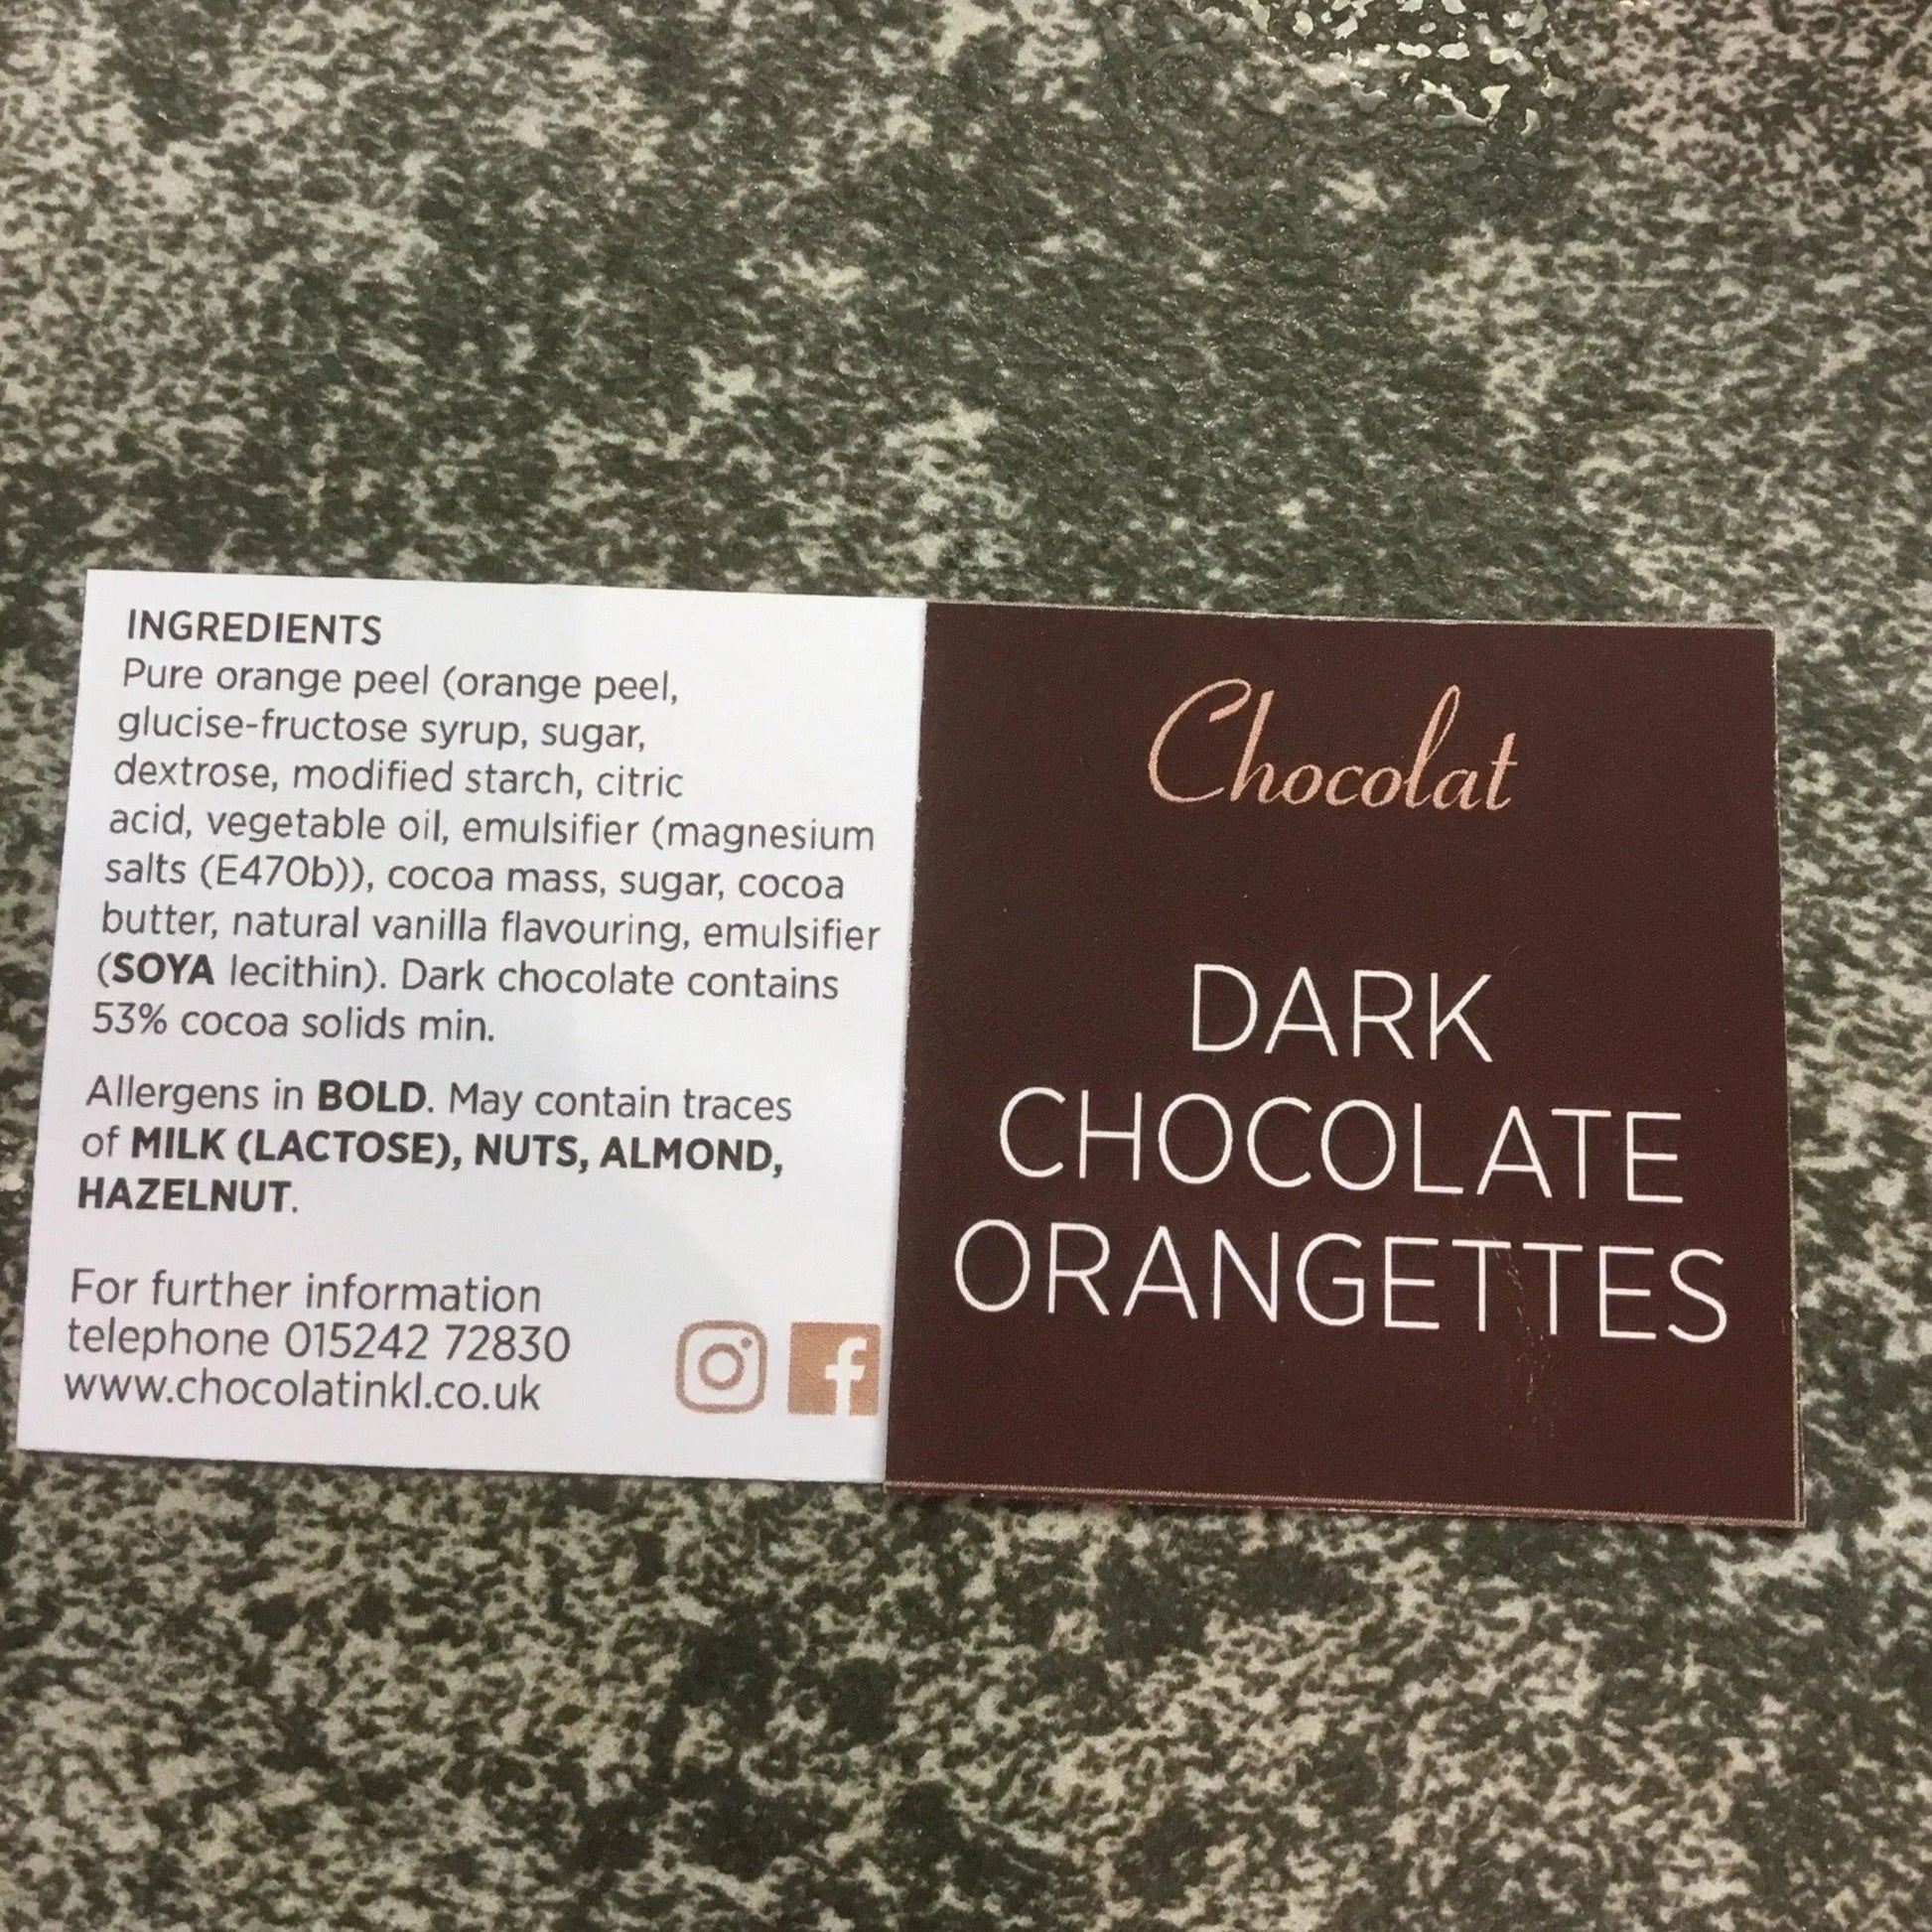 INGREDIENTS
Pure orange peel (orange peel,
glucise-fructose syrup, sugar,
dextrose, modified starch, citric
acid, vegetable oil, emulsifier (magnesium
salts (E470b)), cocoa mass, sugar, cocoa
butter, natural vanilla flavouring, emulsifier
(SOYA lecithin). Dark chocolate contains
53% cocoa solids min.
Allergens in BOLD. May contain traces
of MILK (LACTOSE), NUTS, ALMOND,
HAZELNUT.
For further information
telephone 015242 72830
www.chocolatinkl.co.uk
Chocolat
DARK
CHOCOLATE
ORANGETTES